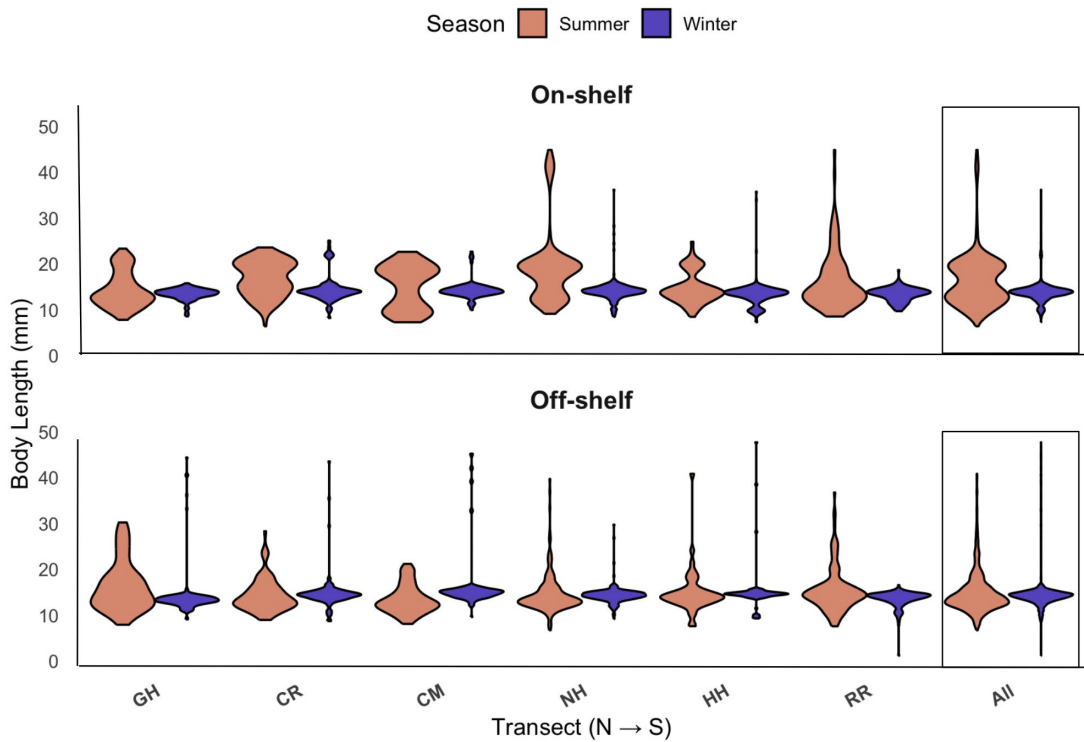 Season Summer Winter
On-shelf
50
40
30
20
10
0
Off-shelf
50
40
30
20
10
0
Body Length (mm)
GH CR CM NH HH RR All
Transect (N → S)